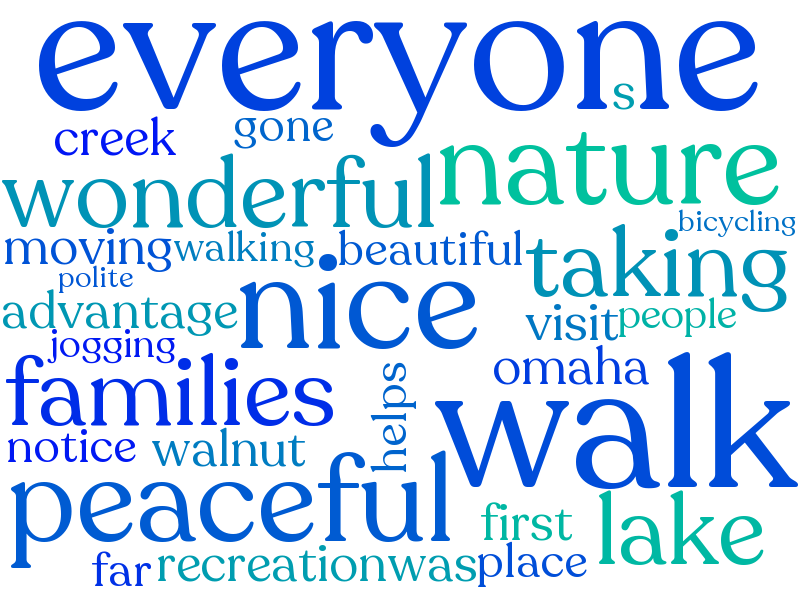 everyone
s
creek
gone
nature
wonderful
bicycling
moving
walking
beautiful
taking
polite
nice
advantage
visit
people
jogging
families
omaha
helps
walk
notice
walnut
peaceful
first
lake
far
recreation
was
place